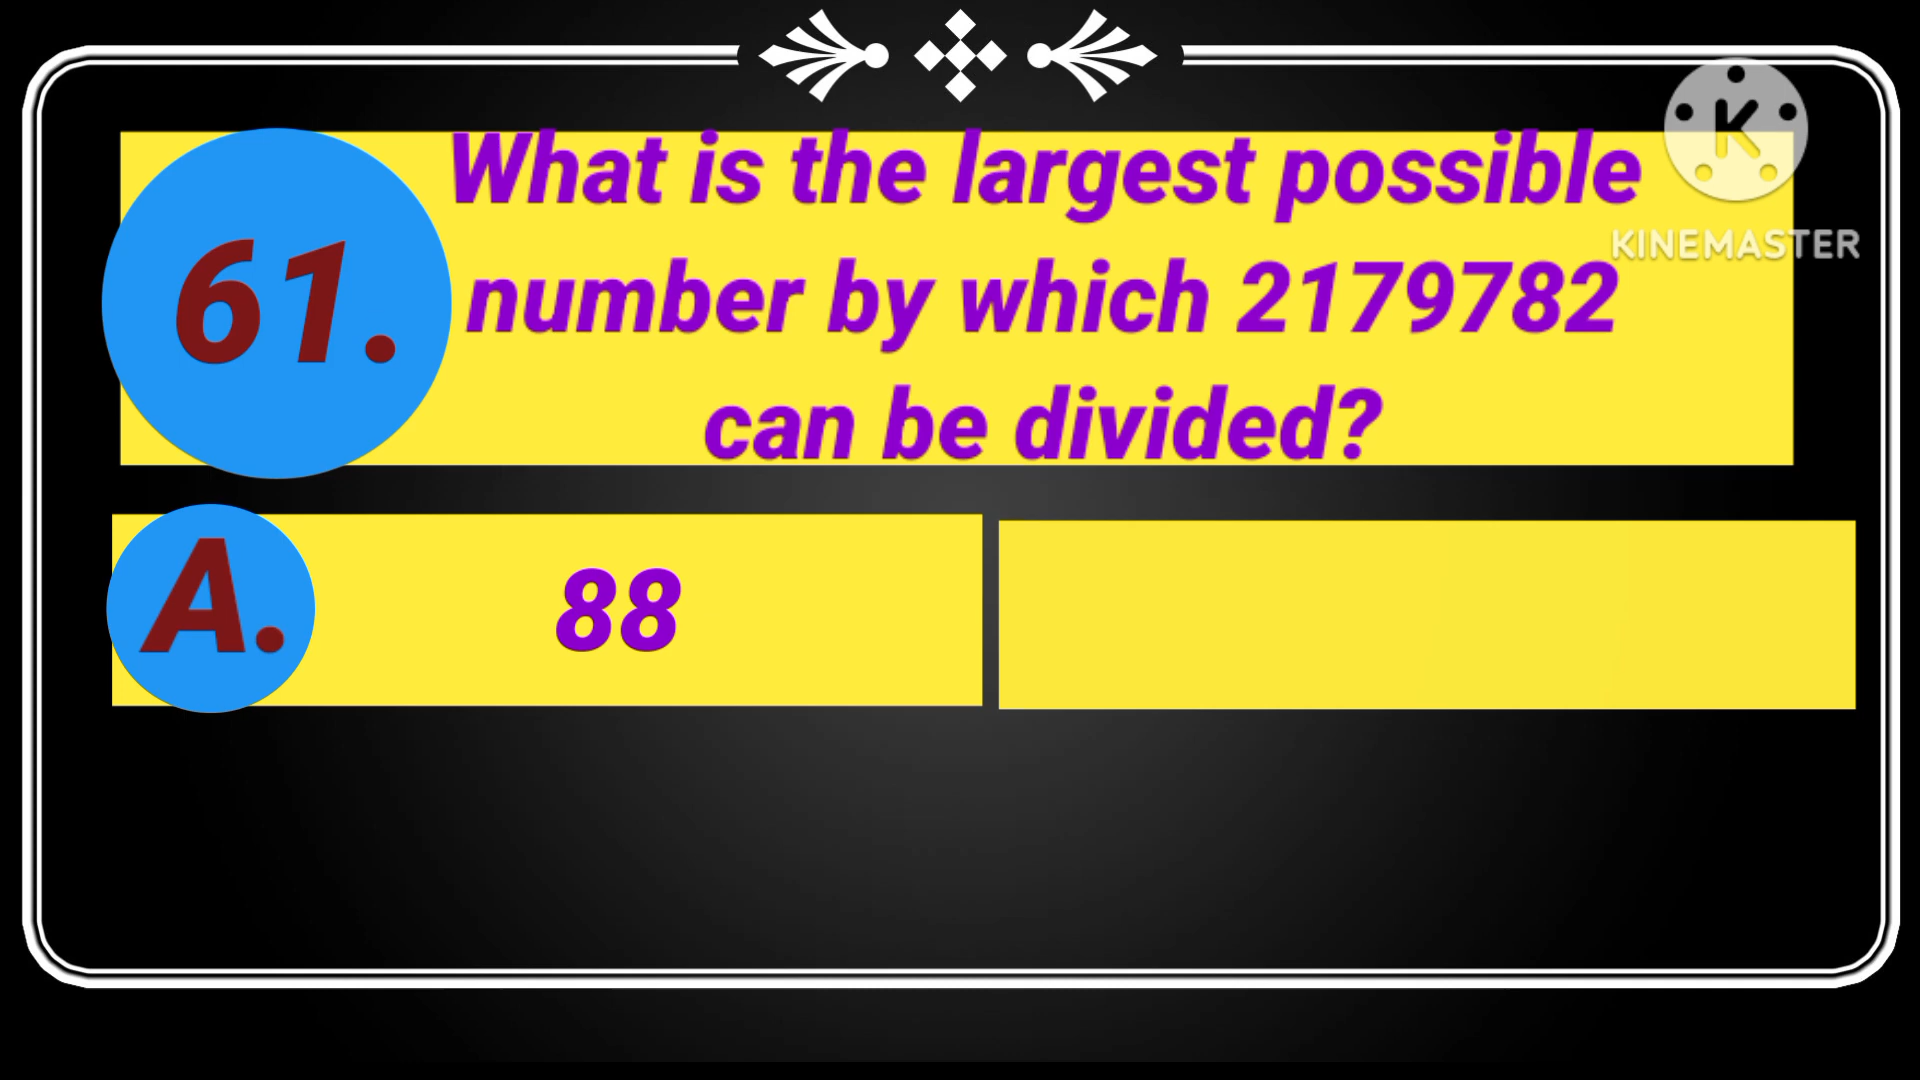 61. What is the largest possible
number by which 2179782
can be divided?
KINEMASTER
A. 88